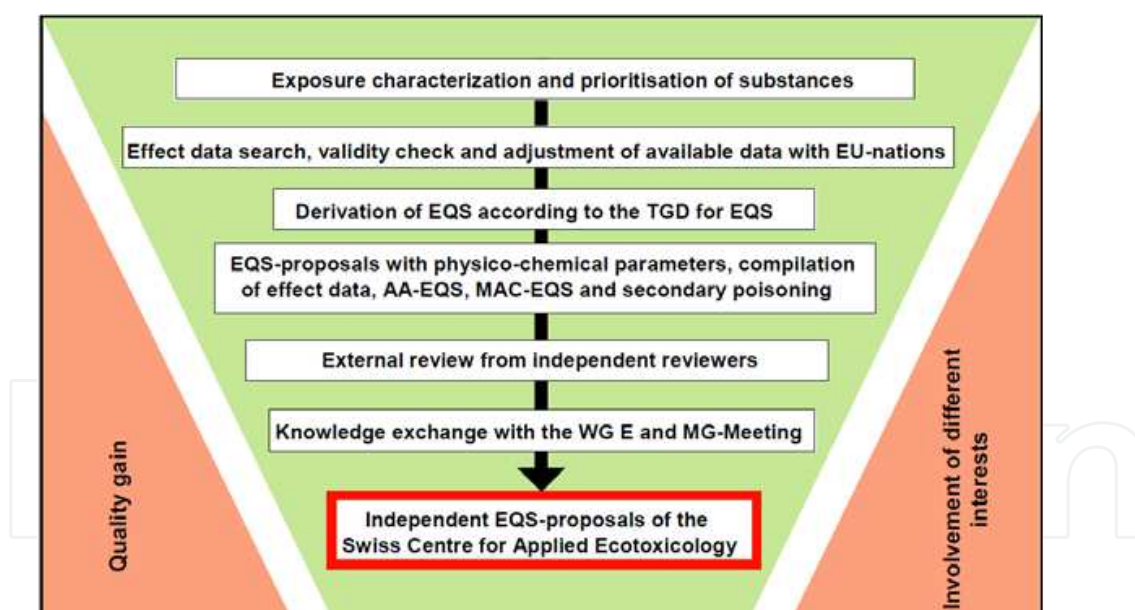 Exposure characterization and prioritisation of substances
Effect data search, validity check and adjustment of available data with EU-nations
Derivation of EQS according to the TGD for EQS
EQS-proposals with physico-chemical parameters, compilation
of effect data, AA-EQS, MAC-EQS and secondary poisoning
External review from independent reviewers
Knowledge exchange with the WG E and MG-Meeting
Independent EQS-proposals of the
Swiss Centre for Applied Ecotoxicology
Quality gain
Involvement of different
interests